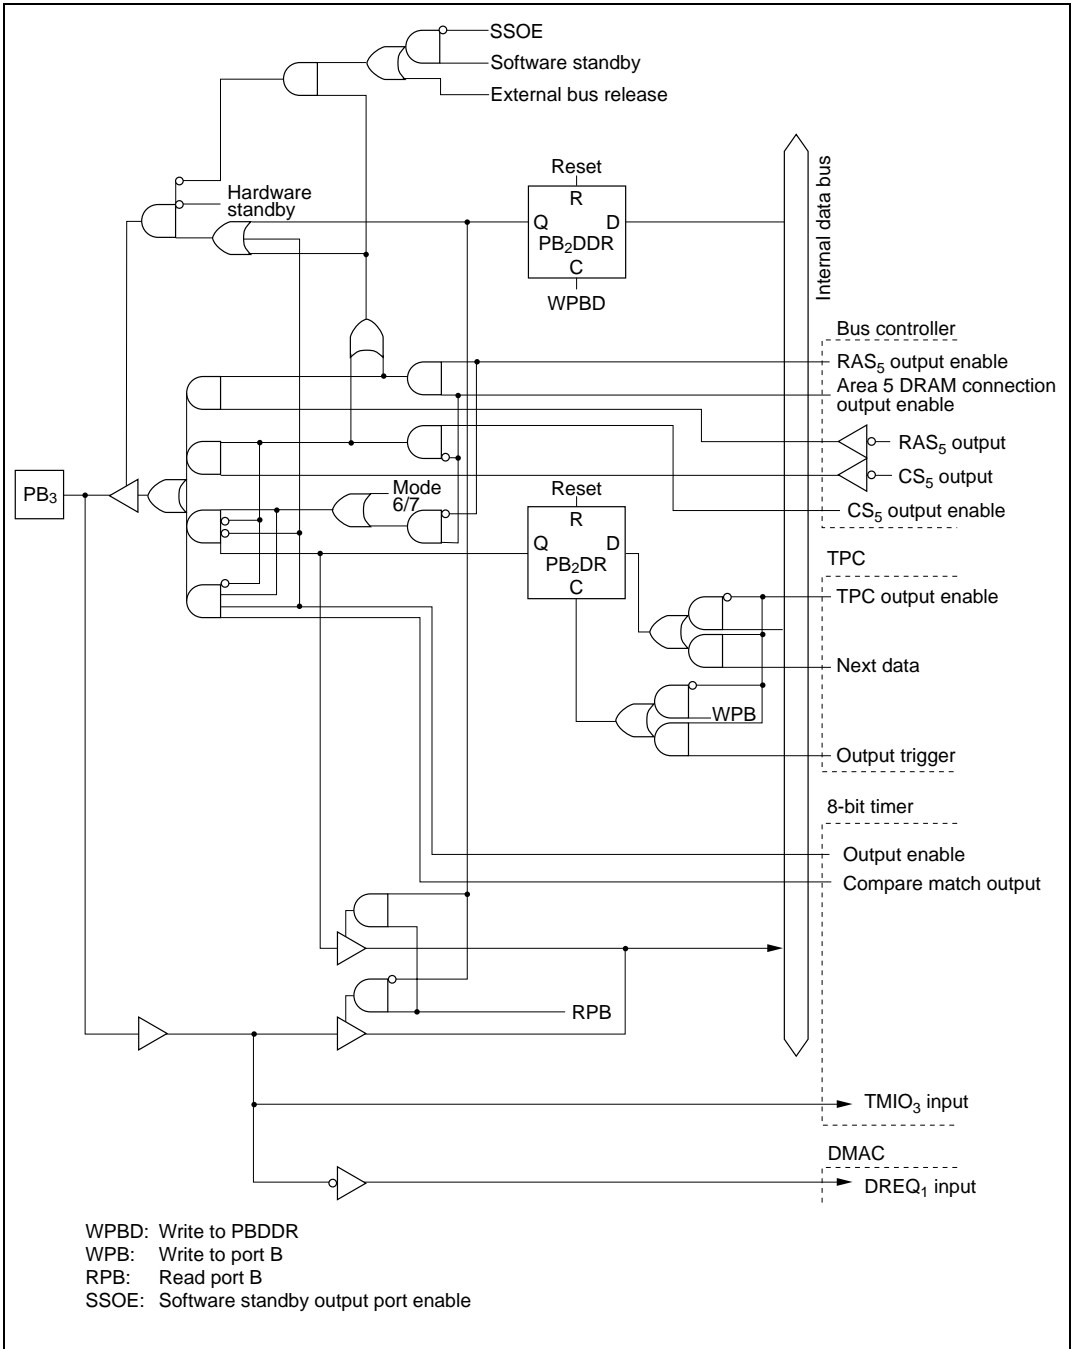 SSOE
Software standby
External bus release
Hardware
standby
Reset
R
Q D
PB₂DDR
C
WPBD
Internal data bus
Bus controller
RAS₅ output enable
Area 5 DRAM connection
output enable
RAS₅ output
CS₅ output
CS₅ output enable
PB₃
Mode
6/7
Reset
R
Q D
PB₂DR
C
TPC
TPC output enable
Next data
WPB
Output trigger
8-bit timer
Output enable
Compare match output
RPB
TMIO₃ input
DMAC
DREQ₁ input
WPBD: Write to PBDDR
WPB: Write to port B
RPB: Read port B
SSOE: Software standby output port enable